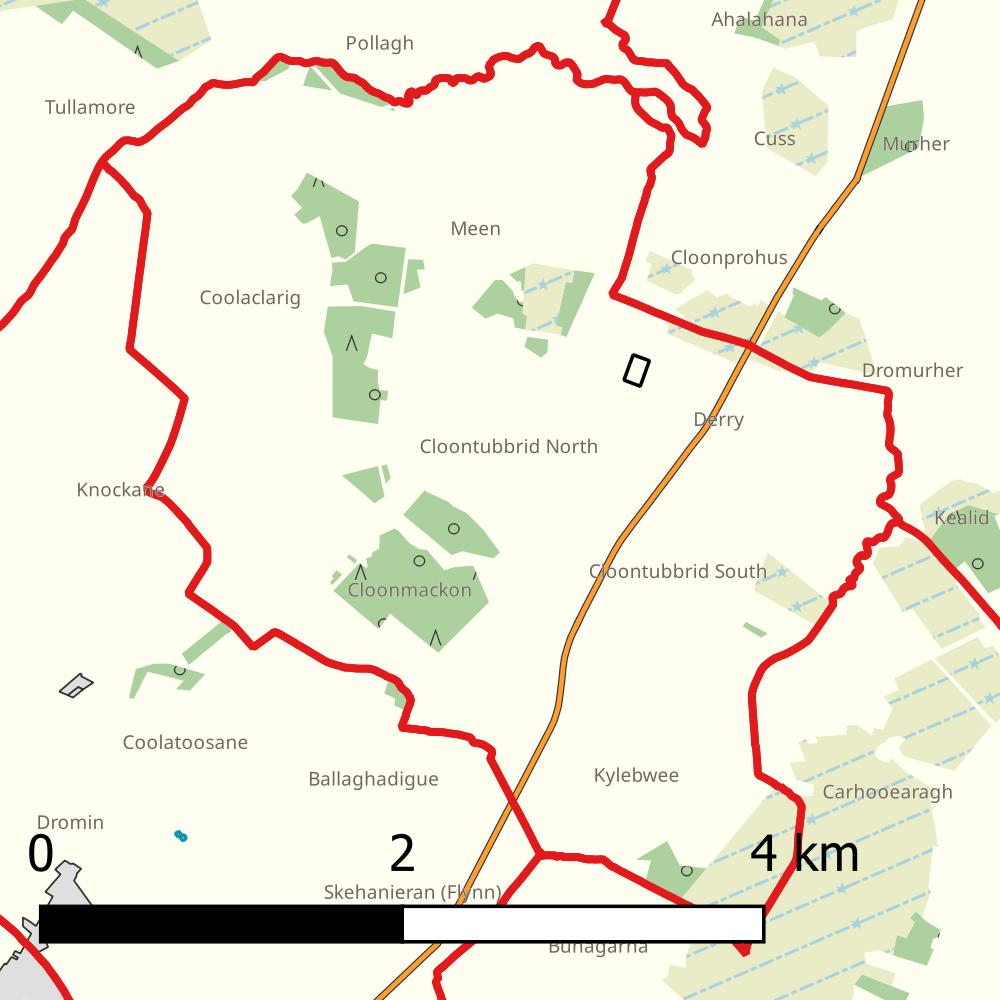 Ahalahana
Pollagh
Tullamore
Cuss
Murher
Meen
Cloonprohus
Coolaclarig
Dromurher
Derry
Cloontubbrid North
Knockane
Kealid
Cloontubbrid South
Cloonmackon
Coolatoosane
Ballaghadigue
Kylebwee
Carhooearagh
Dromin
0 2 4 km
Skehanieran (Flynn)
Bunagarha